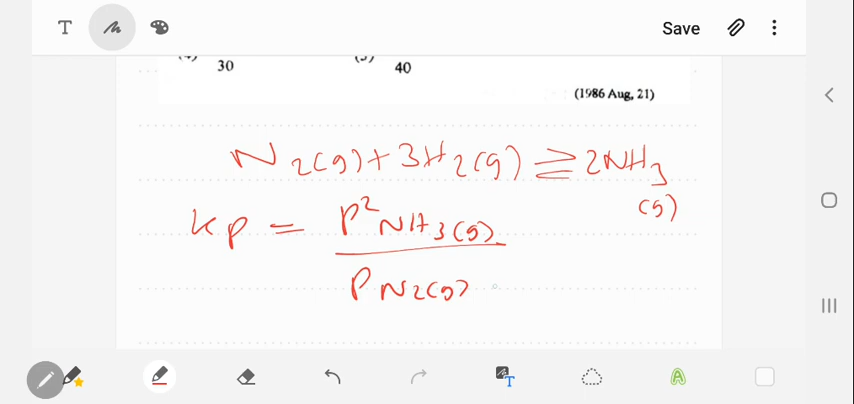 T Save
30 40
(1986 Aug, 21)
N2(g) + 3H2(g) ⇌ 2NH3
(g)
kp = P²NH3(g)
PN2(g)
T
A